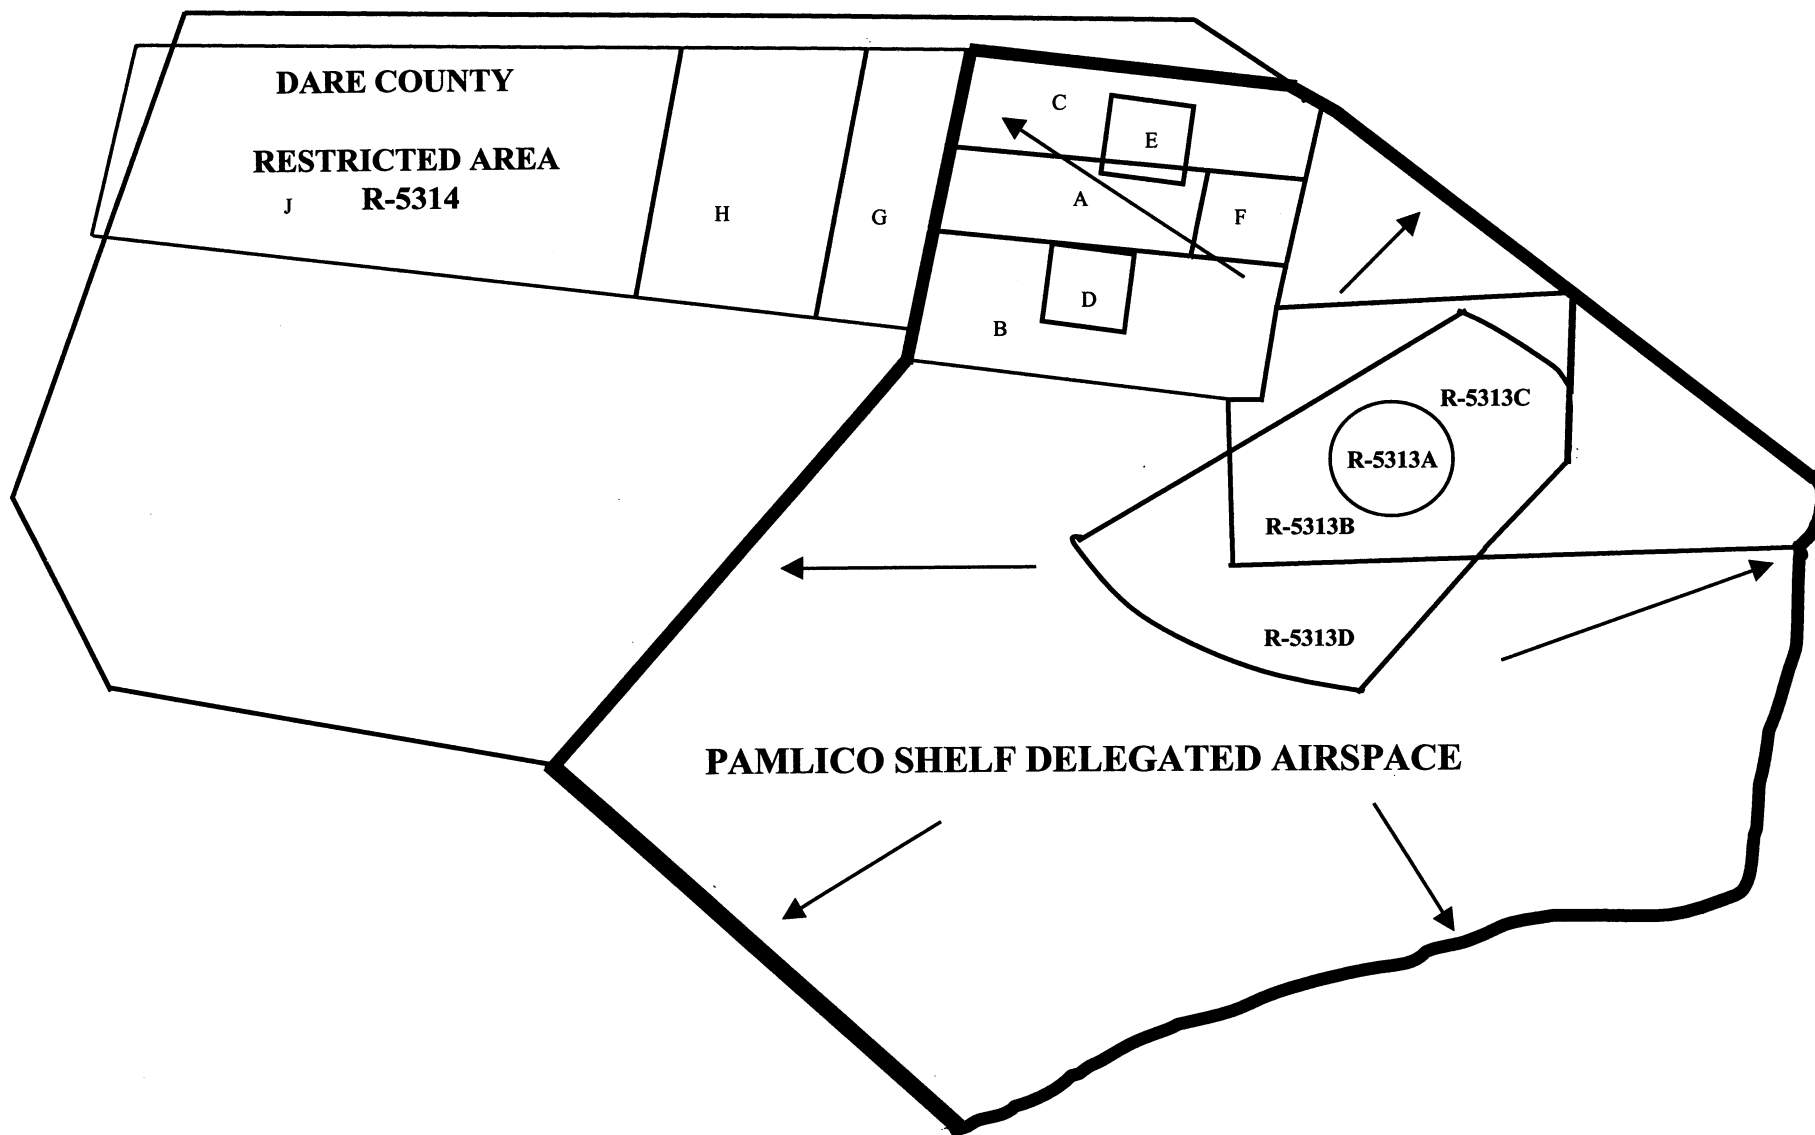 DARE COUNTY
RESTRICTED AREA
J R-5314
H
G
C
E
A
F
D
B
R-5313C
R-5313A
R-5313B
R-5313D
PAMLICO SHELF DELEGATED AIRSPACE